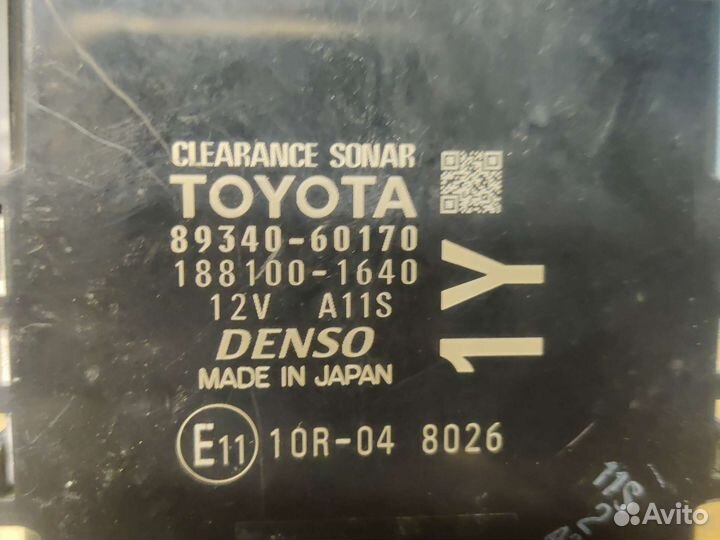 CLEARANCE SONAR
TOYOTA
89340-60170
188100-1640
12V A11S
DENSO
MADE IN JAPAN
1Y
E11 10R-04 8026
11S
Avito